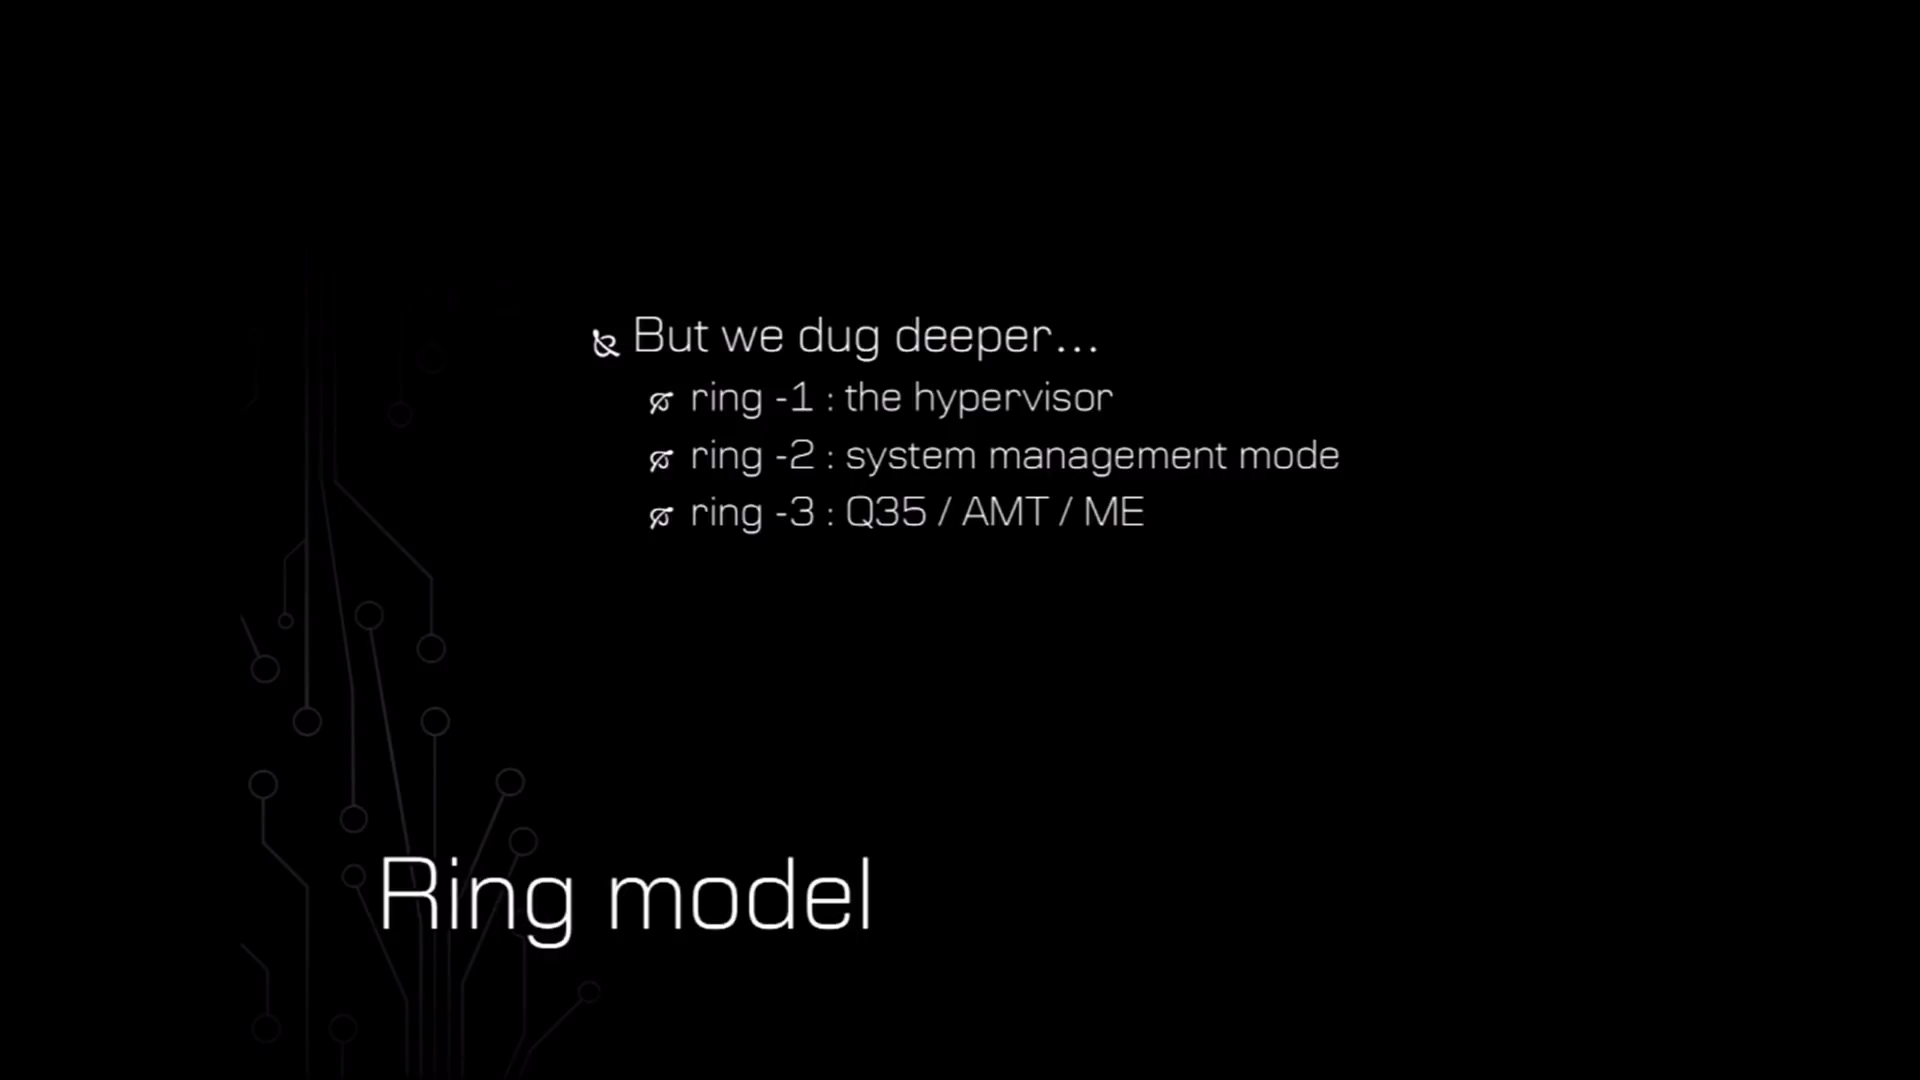 But we dug deeper...
ring -1 : the hypervisor
ring -2 : system management mode
ring -3 : Q35 / AMT / ME
Ring model